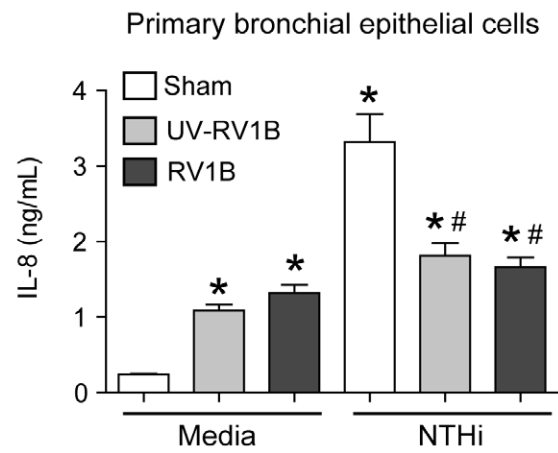 Primary bronchial epithelial cells
Sham
UV-RV1B
RV1B
IL-8 (ng/mL)
4
3
2
1
0
*
*
*
* #
* #
Media
NTHi